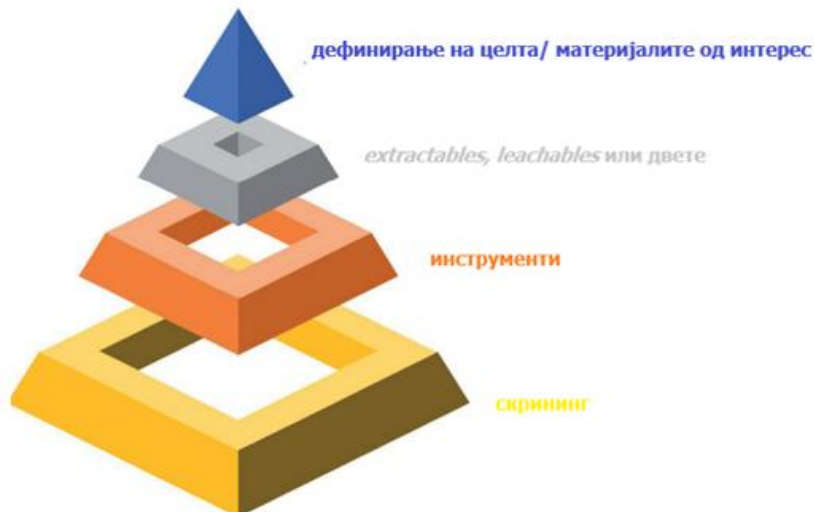 дефинирање на целта/ материјалите од интерес
extractables, leachables или двете
инструменти
скрининг